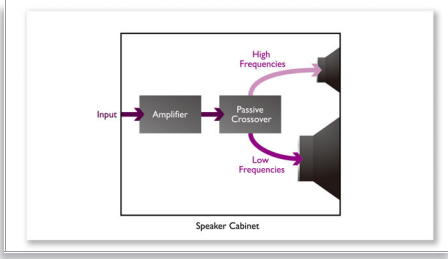 High
Frequencies
Input
Amplifier
Passive
Crossover
Low
Frequencies
Speaker Cabinet